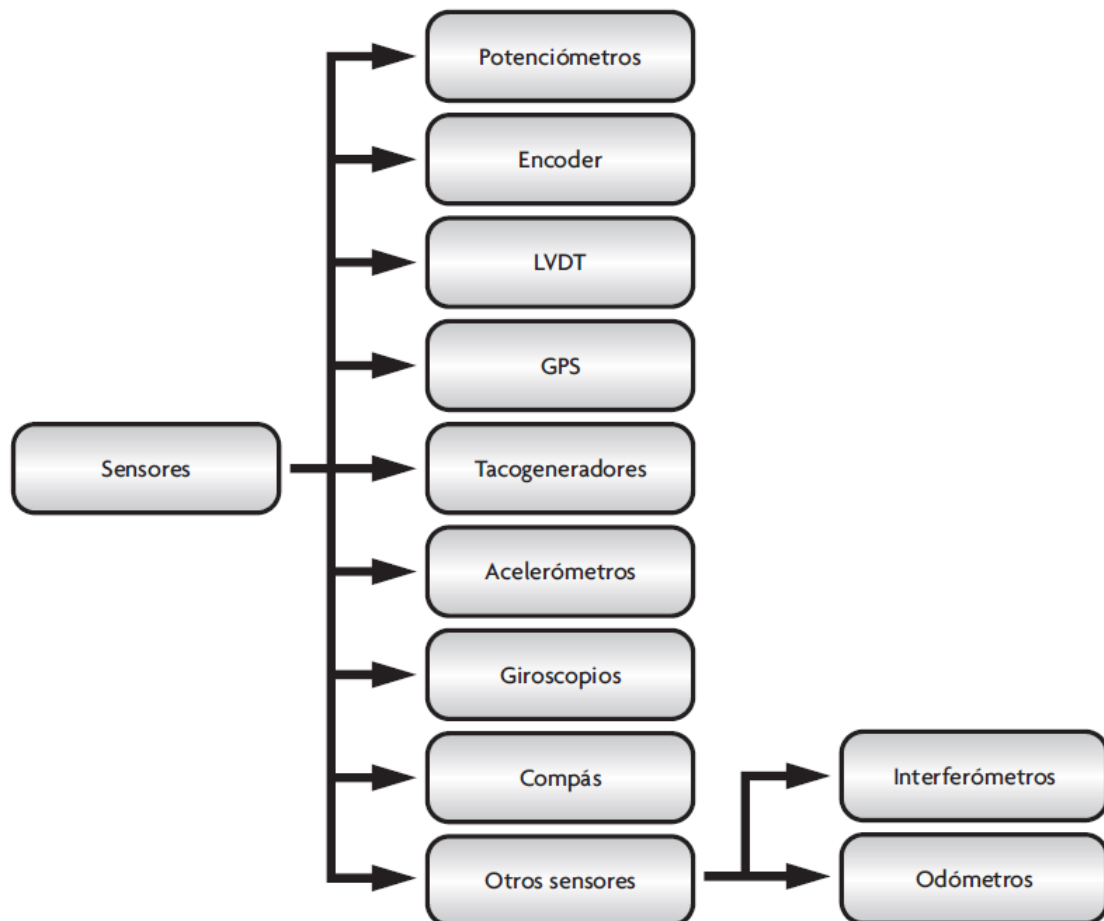 Potenciómetros
Encoder
LVDT
GPS
Sensores
Tacogeneradores
Acelerómetros
Giroscopios
Compás
Interferómetros
Otros sensores
Odómetros